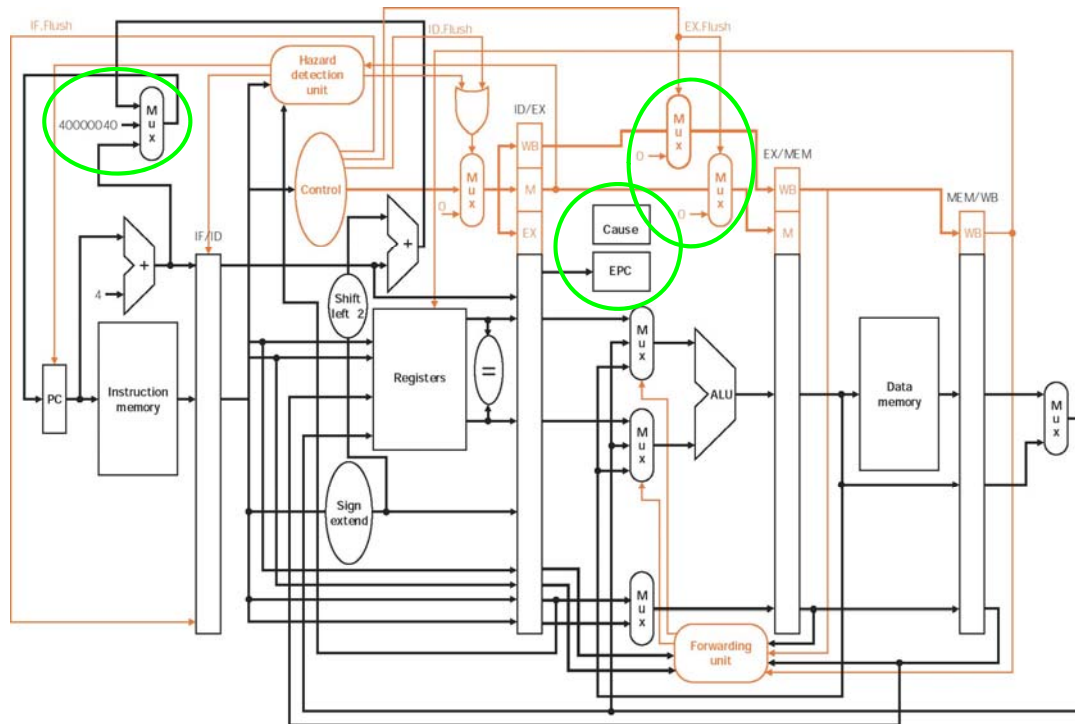 IF.Flush
ID.Flush
EX.Flush
Hazard
detection
unit
M
u
x
40000040
ID/EX
M
u
x
0
WB
Control
M
u
x
0
M
EX
M
u
x
0
EX/MEM
WB
M
MEM/WB
WB
Cause
EPC
IF/ID
+
4
+
Shift
left 2
PC
Instruction
memory
Registers
=
M
u
x
ALU
M
u
x
Data
memory
M
u
x
Sign
extend
M
u
x
Forwarding
unit